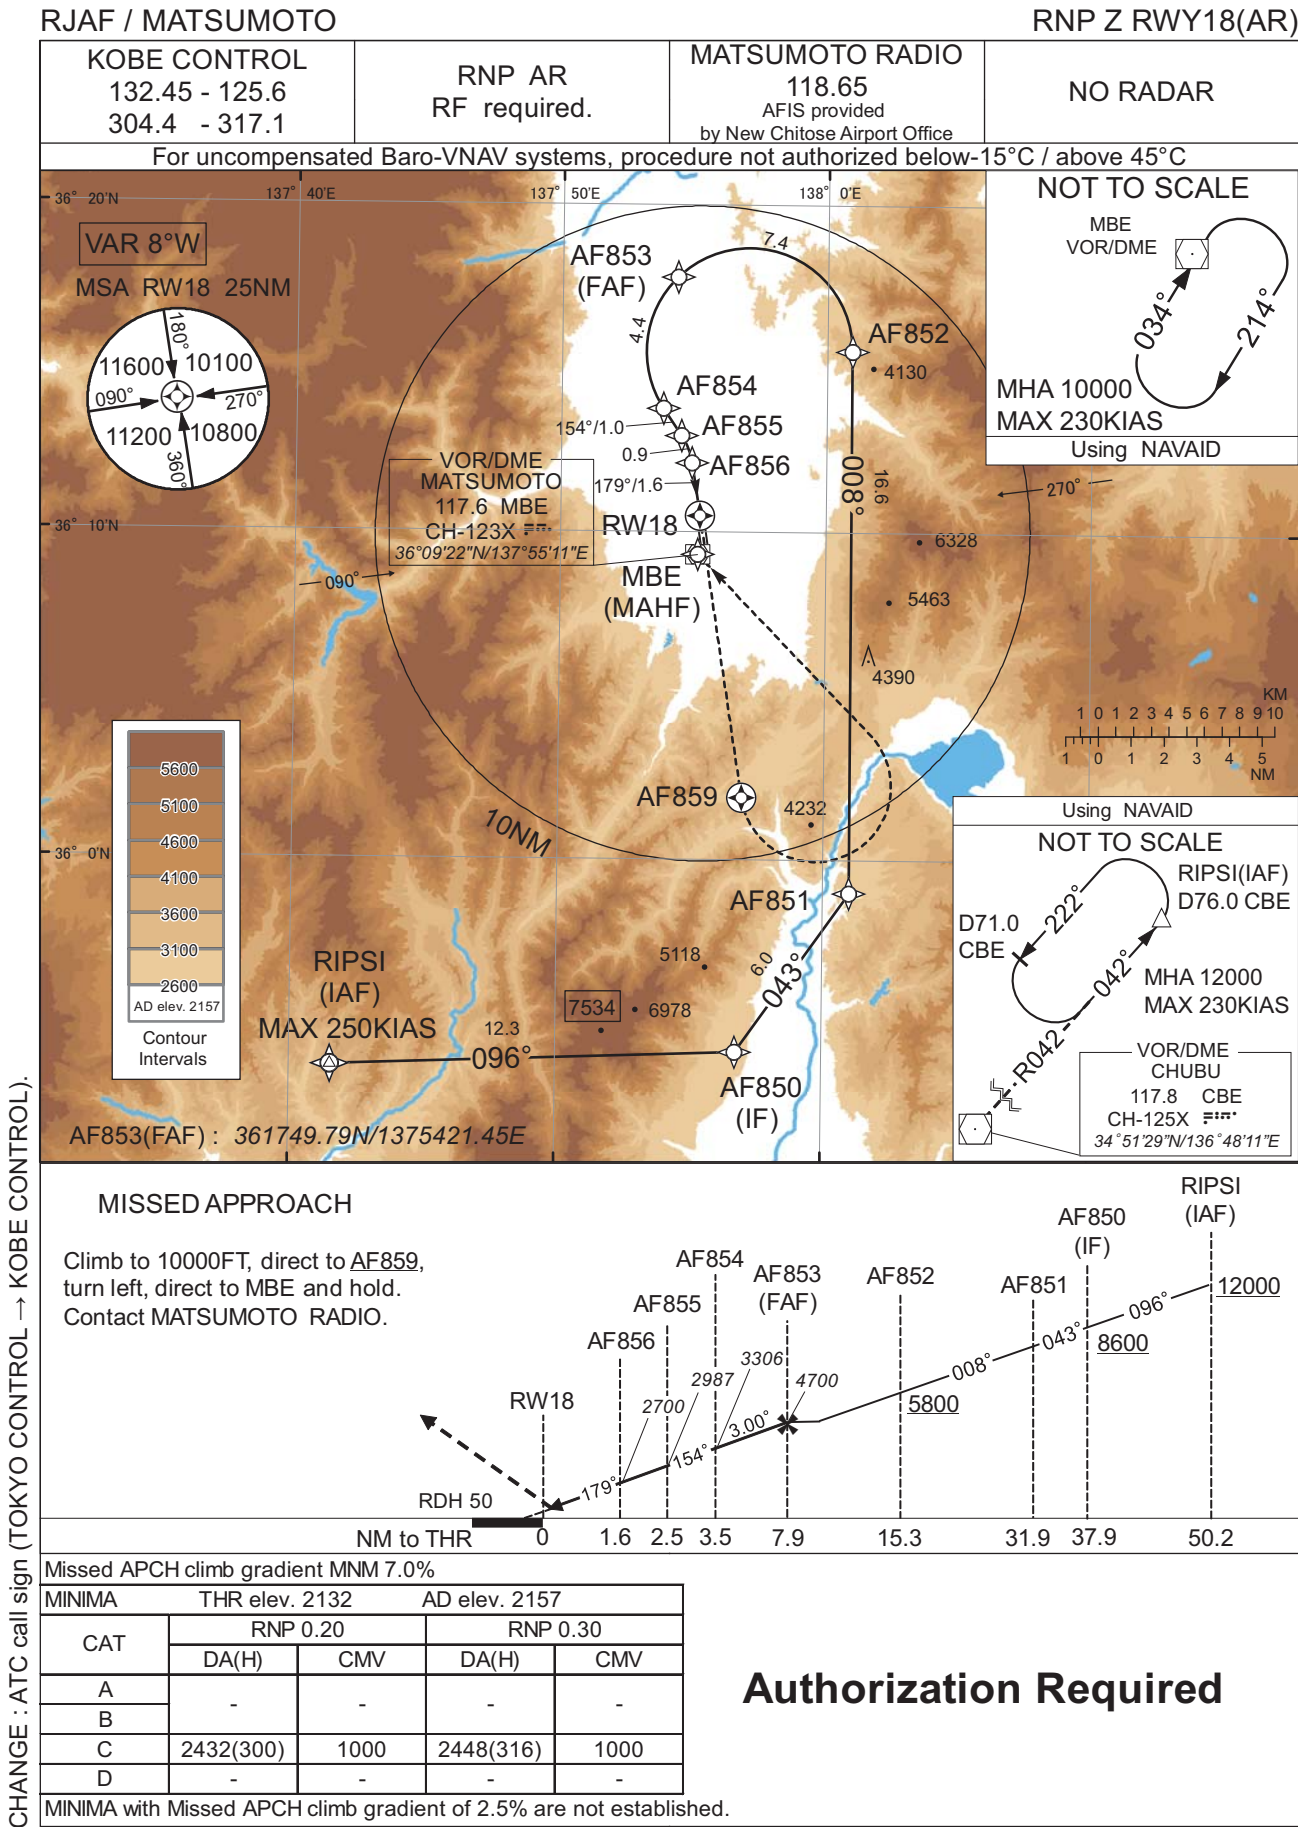 RJAF / MATSUMOTO
RNP Z RWY18(AR)
KOBE CONTROL
132.45 - 125.6
304.4 - 317.1
RNP AR
RF required.
MATSUMOTO RADIO
118.65
AFIS provided
by New Chitose Airport Office
NO RADAR
For uncompensated Baro-VNAV systems, procedure not authorized below-15°C / above 45°C
36° 20'N
137° 40'E
137° 50'E
138° 0'E
VAR 8°W
MSA RW18 25NM
180°
11600
10100
090°
270°
11200
10800
360°
AF853
(FAF)
7.4
4.4
AF852
4130
AF854
154°/1.0
AF855
0.9
AF856
179°/1.6
RW18
MBE
(MAHF)
VOR/DME
MATSUMOTO
117.6 MBE
CH-123X
36°09'22"N/137°55'11"E
008°
16.6
270°
36° 10'N
090°
6328
5463
4390
NOT TO SCALE
MBE
VOR/DME
034°
214°
MHA 10000
MAX 230KIAS
Using NAVAID
KM
1 0 1 2 3 4 5 6 7 8 9 10
1 0 1 2 3 4 5
NM
5600
5100
4600
4100
3600
3100
2600
AD elev. 2157
Contour
Intervals
AF859
4232
10NM
36° 0'N
AF851
5118
6.0
043°
7534
6978
RIPSI
(IAF)
MAX 250KIAS
12.3
096°
AF850
(IF)
AF853(FAF) : 361749.79N/1375421.45E
Using NAVAID
NOT TO SCALE
RIPSI(IAF)
D76.0 CBE
D71.0
CBE
222°
042°
MHA 12000
MAX 230KIAS
R042
VOR/DME
CHUBU
117.8 CBE
CH-125X
34°51'29"N/136°48'11"E
MISSED APPROACH
Climb to 10000FT, direct to AF859,
turn left, direct to MBE and hold.
Contact MATSUMOTO RADIO.
RIPSI
(IAF)
AF850
(IF)
AF854
AF853
(FAF)
AF852
AF851
AF855
AF856
RW18
12000
096°
8600
043°
008°
5800
4700
3306
2987
2700
3.00°
154°
179°
RDH 50
NM to THR
0 1.6 2.5 3.5 7.9 15.3 31.9 37.9 50.2
Missed APCH climb gradient MNM 7.0%
MINIMA THR elev. 2132 AD elev. 2157
CAT RNP 0.20 RNP 0.30
DA(H) CMV DA(H) CMV
A - - - -
B
C 2432(300) 1000 2448(316) 1000
D - - - -
MINIMA with Missed APCH climb gradient of 2.5% are not established.
Authorization Required
CHANGE : ATC call sign (TOKYO CONTROL → KOBE CONTROL).